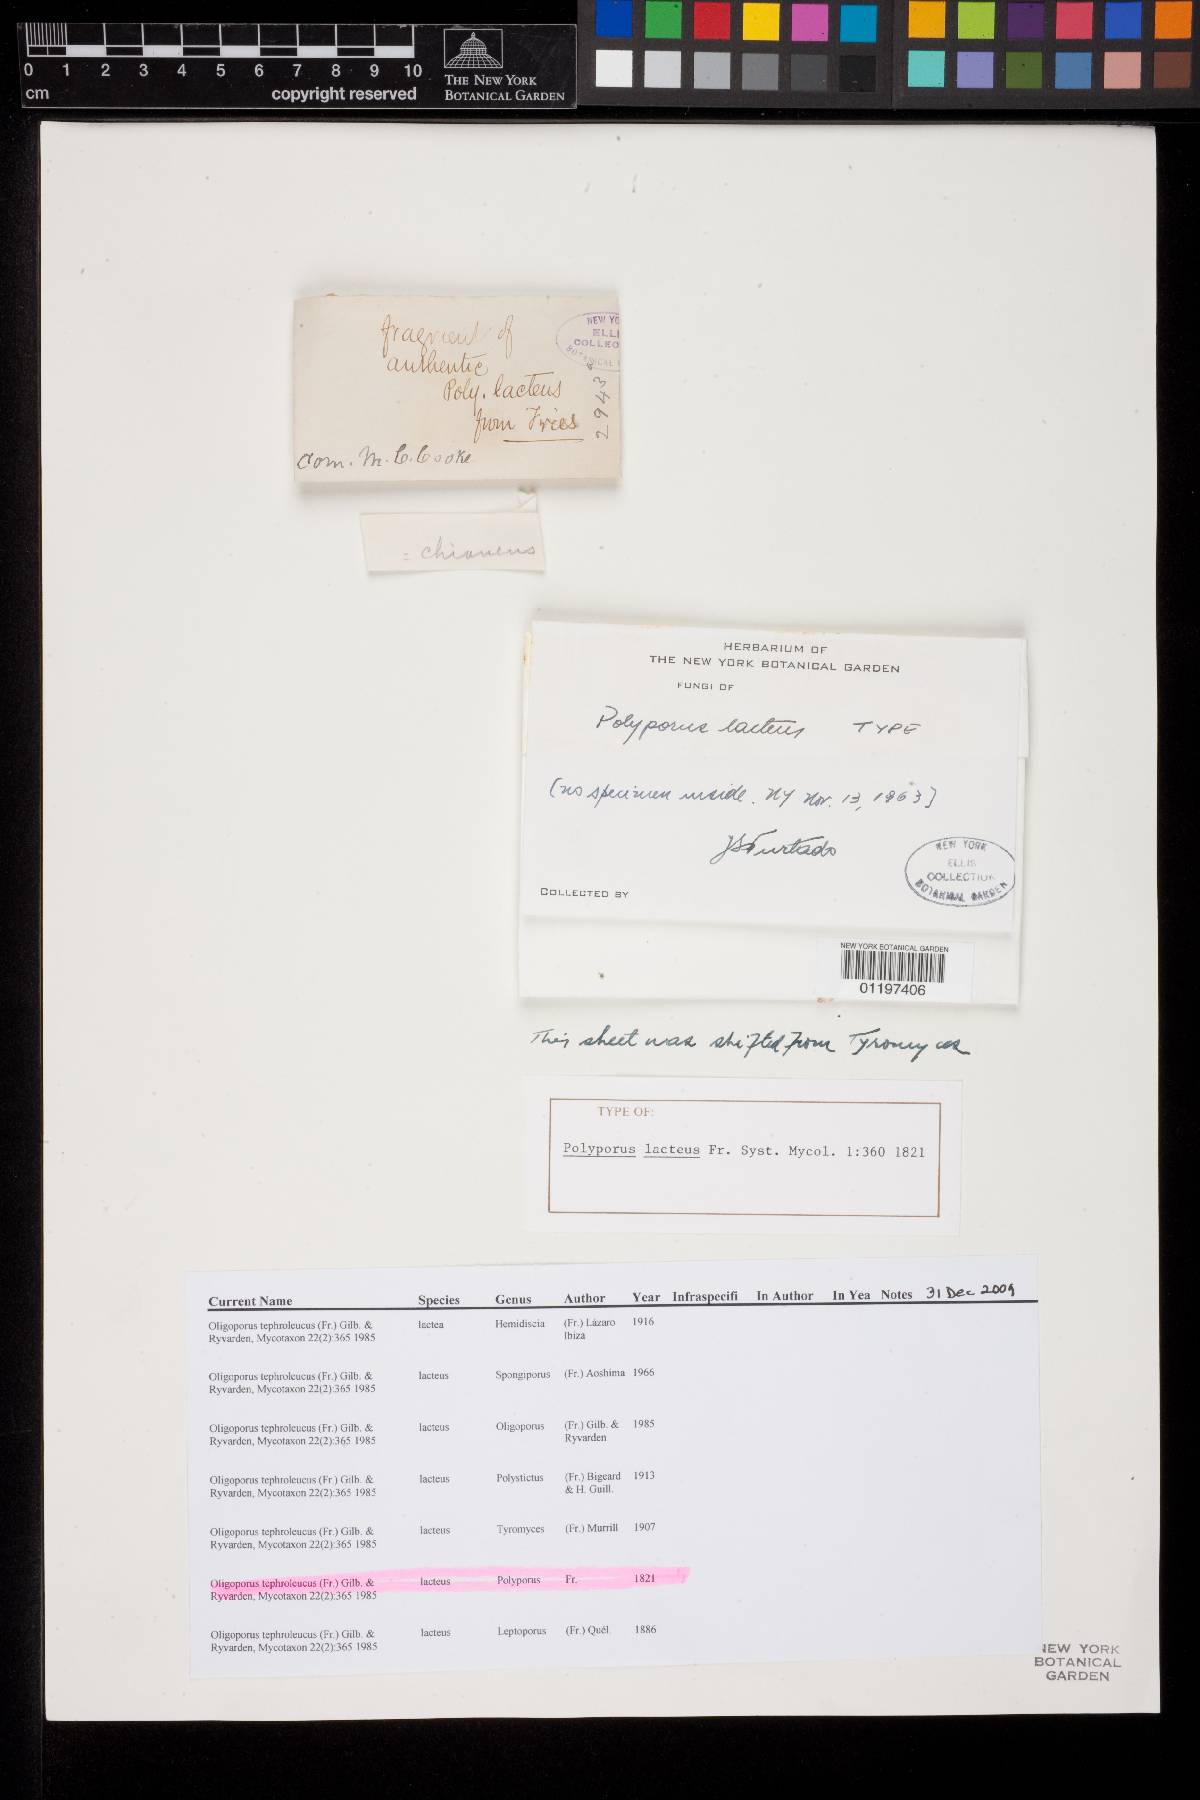 0 1 2 3 4 5 6 7 8 9 10
cm
copyright reserved
THE NEW YORK
BOTANICAL GARDEN
fragment of
authentic
Poly. lacteus
from Fries
com. M. C. Cooke
NEW YO
ELLI
COLLEC
BOTANICAL
2943
= chioneus
HERBARIUM OF
THE NEW YORK BOTANICAL GARDEN
FUNGI OF
Polyporus lacteus TYPE
(no specimen inside. NY Nov. 13, 1963]
JSFurtado
NEW YORK
ELLIS
COLLECTION
BOTANICAL GARDEN
COLLECTED BY
NEW YORK BOTANICAL GARDEN
01197406
This sheet was shifted from Tyromyces
TYPE OF:
Polyporus lacteus Fr. Syst. Mycol. 1:360 1821
Current Name Species Genus Author Year Infraspecifi In Author In Yea Notes 31 Dec 2009
Oligoporus tephroleucus (Fr.) Gilb. & lactea Hemidiscia (Fr.) Lázaro 1916
Ryvarden, Mycotaxon 22(2):365 1985 Ibiza
Oligoporus tephroleucus (Fr.) Gilb. & lacteus Spongiporus (Fr.) Aoshima 1966
Ryvarden, Mycotaxon 22(2):365 1985
Oligoporus tephroleucus (Fr.) Gilb. & lacteus Oligoporus (Fr.) Gilb. & 1985
Ryvarden, Mycotaxon 22(2):365 1985 Ryvarden
Oligoporus tephroleucus (Fr.) Gilb. & lacteus Polystictus (Fr.) Bigeard 1913
Ryvarden, Mycotaxon 22(2):365 1985 & H. Guill.
Oligoporus tephroleucus (Fr.) Gilb. & lacteus Tyromyces (Fr.) Murrill 1907
Ryvarden, Mycotaxon 22(2):365 1985
Oligoporus tephroleucus (Fr.) Gilb. & lacteus Polyporus Fr. 1821
Ryvarden, Mycotaxon 22(2):365 1985
Oligoporus tephroleucus (Fr.) Gilb. & lacteus Leptoporus (Fr.) Quél. 1886
Ryvarden, Mycotaxon 22(2):365 1985
NEW YORK
BOTANICAL
GARDEN